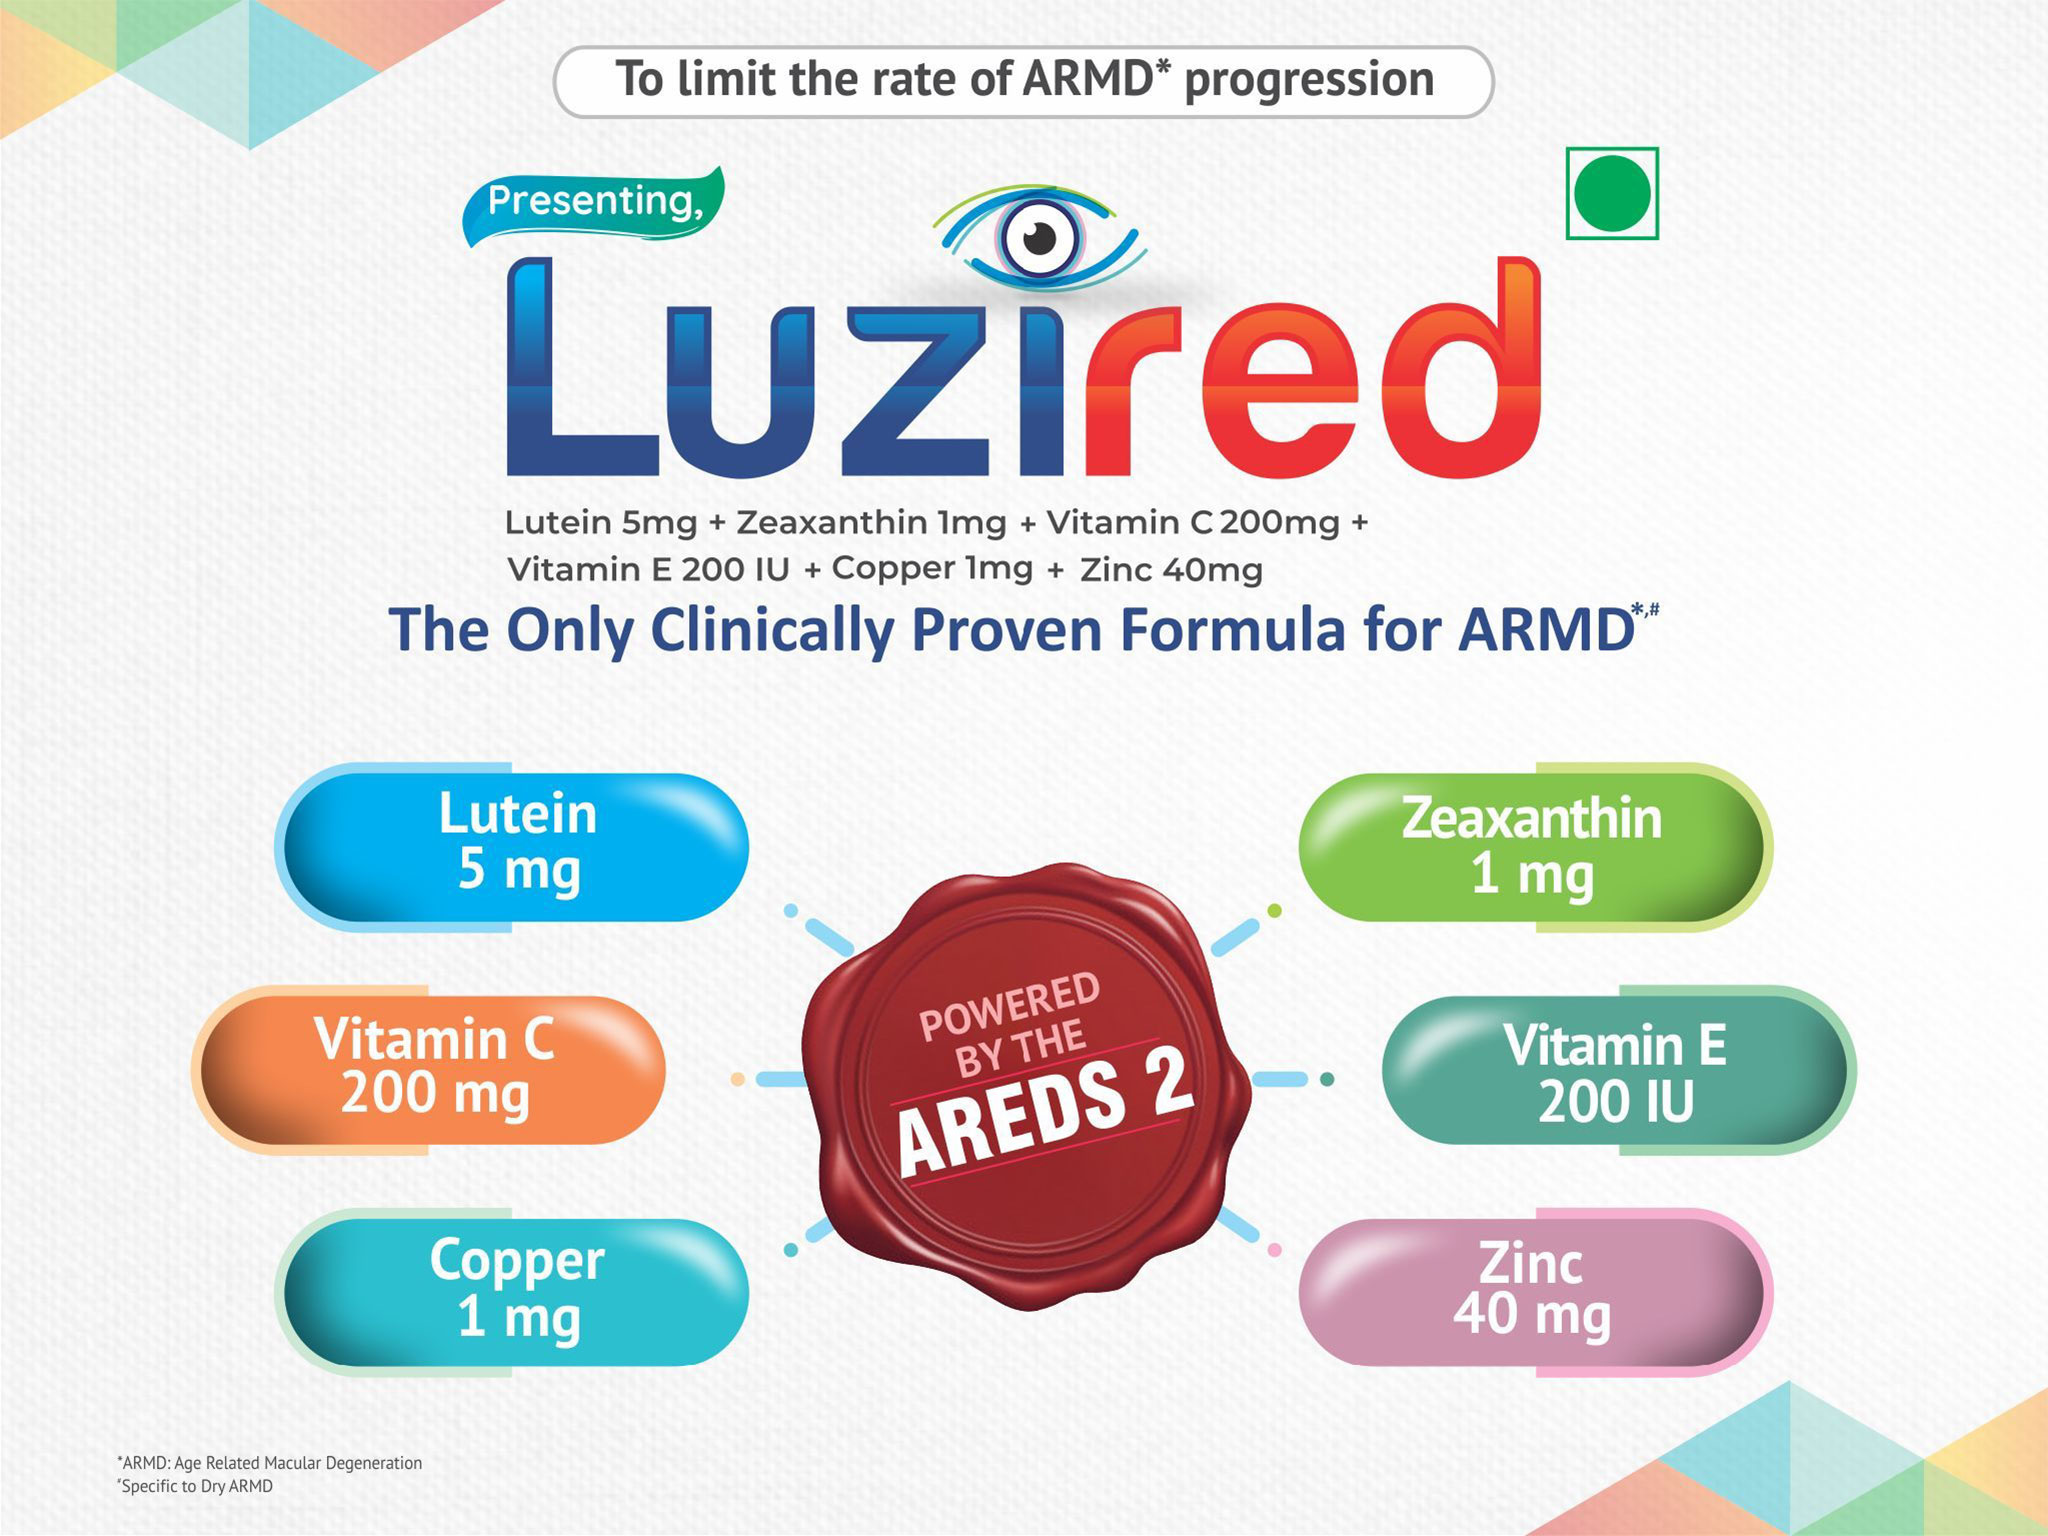 To limit the rate of ARMD* progression
Presenting,
Luzired
Lutein 5mg + Zeaxanthin 1mg + Vitamin C 200mg +
Vitamin E 200 IU + Copper 1mg + Zinc 40mg
The Only Clinically Proven Formula for ARMD*,#
Lutein
5 mg
Zeaxanthin
1 mg
Vitamin C
200 mg
POWERED
BY THE
AREDS 2
Vitamin E
200 IU
Copper
1 mg
Zinc
40 mg
*ARMD: Age Related Macular Degeneration
#Specific to Dry ARMD